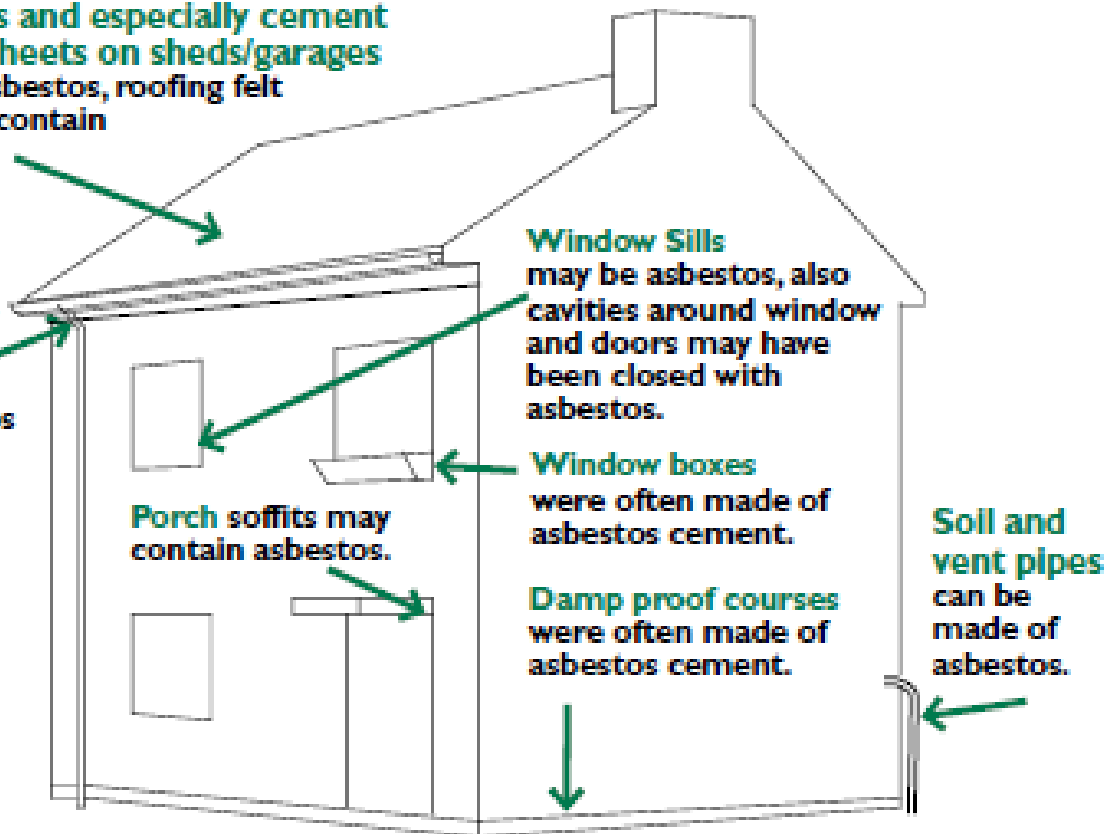 s and especially cement
sheets on sheds/garages
sbestos, roofing felt
contain
Window Sills
may be asbestos, also
cavities around window
and doors may have
been closed with
asbestos.
os
Window boxes
were often made of
asbestos cement.
Porch soffits may
contain asbestos.
Soil and
vent pipes
can be
made of
asbestos.
Damp proof courses
were often made of
asbestos cement.